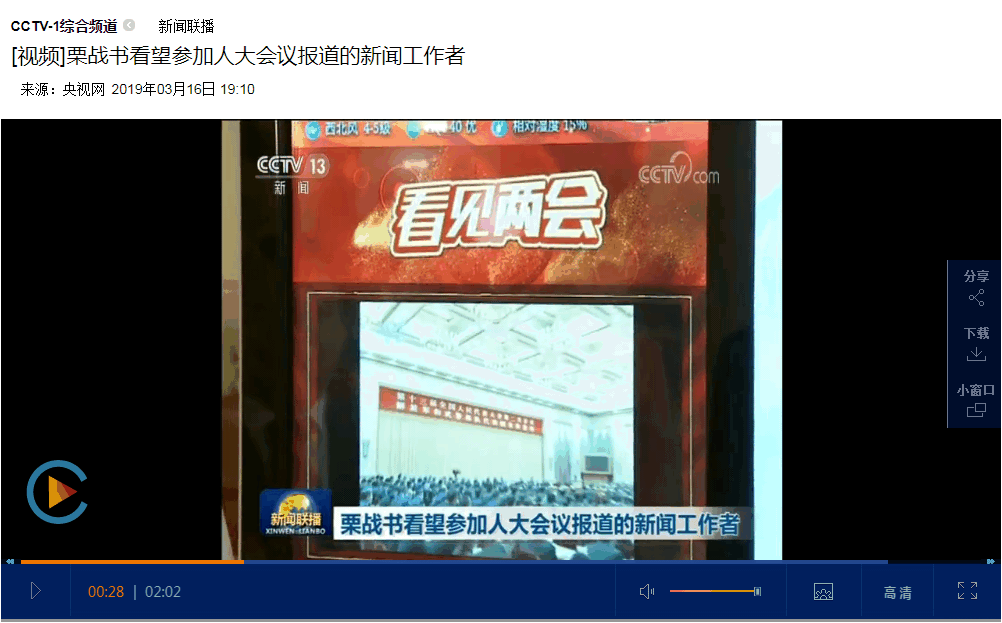 CCTV-1综合频道 新闻联播
[视频]栗战书看望参加人大会议报道的新闻工作者
来源：央视网 2019年03月16日 19:10
西北风 4-5级 40 优 相对湿度 15%
CCTV 13
新闻
CCTV.com
看见两会
分享
下载
小窗口
新闻联播
XINWEN-LIANBO
栗战书看望参加人大会议报道的新闻工作者
00:28 | 02:02
高清